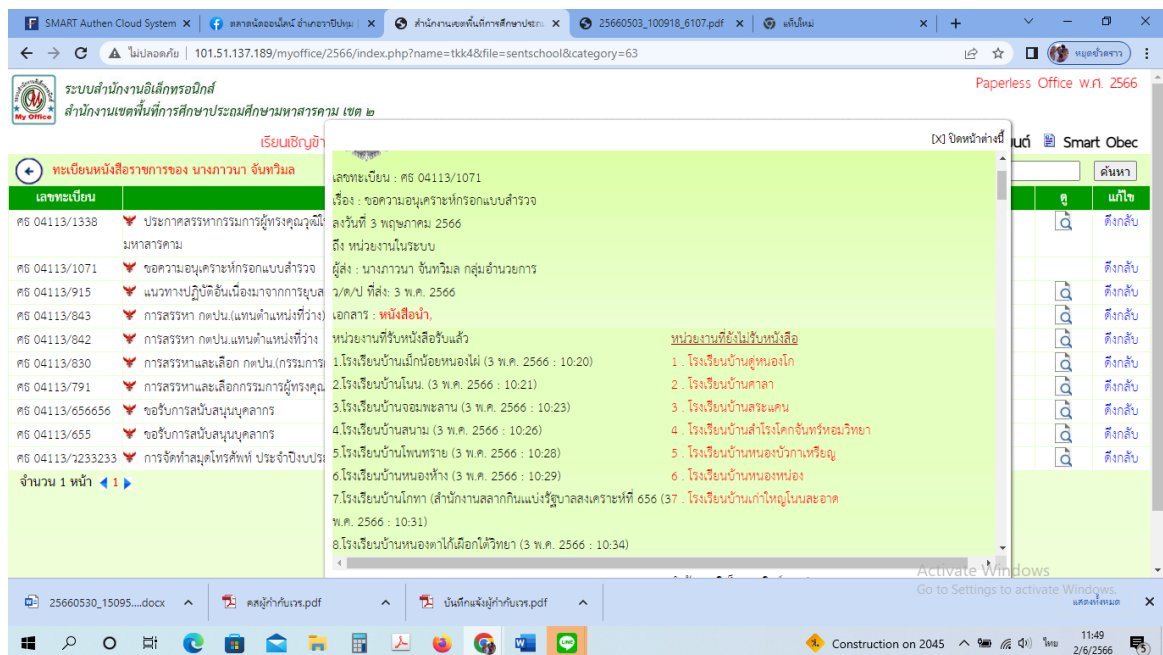 SMART Authen Cloud System
ตลาดนัดออนไลน์ อำเภอวาปีปทุม
สำนักงานเขตพื้นที่การศึกษาประถม
25660503_100918_6107.pdf
แท็บใหม่
ไม่ปลอดภัย 101.51.137.189/myoffice/2566/index.php?name=tkk4&file=sentschool&category=63
หยุดชั่วคราว
ระบบสำนักงานอิเล็กทรอนิกส์
Paperless Office พ.ศ. 2566
My Office
สำนักงานเขตพื้นที่การศึกษาประถมศึกษามหาสารคาม เขต ๒
เรียนเชิญข้า
[X] ปิดหน้าต่างนี้
Smart Obec
ทะเบียนหนังสือราชการของ นางภาวนา จันทวิมล
ค้นหา
เลขทะเบียน
ดู
แก้ไข
ศธ 04113/1338 ประกาศสรรหากรรมการผู้ทรงคุณวุฒิใ
มหาสารคาม
ดึงกลับ
ศธ 04113/1071 ขอความอนุเคราะห์กรอกแบบสำรวจ
ดึงกลับ
ศธ 04113/915 แนวทางปฏิบัติอันเนื่องมาจากการยุบส
ดึงกลับ
ศธ 04113/843 การสรรหา กตปน.(แทนตำแหน่งที่ว่าง)
ดึงกลับ
ศธ 04113/842 การสรรหา กตปน.แทนตำแหน่งที่ว่าง
ดึงกลับ
ศธ 04113/830 การสรรหาและเลือก กตปน.(กรรมการ
ดึงกลับ
ศธ 04113/791 การสรรหาและเลือกกรรมการผู้ทรงคุณ
ดึงกลับ
ศธ 04113/656656 ขอรับการสนับสนุนบุคลากร
ดึงกลับ
ศธ 04113/655 ขอรับการสนับสนุนบุคลากร
ดึงกลับ
ศธ 04113/3233233 การจัดทำสมุดโทรศัพท์ ประจำปีงบประ
ดึงกลับ
จำนวน 1 หน้า 1
เลขทะเบียน : ศธ 04113/1071
เรื่อง : ขอความอนุเคราะห์กรอกแบบสำรวจ
ลงวันที่ 3 พฤษภาคม 2566
ถึง หน่วยงานในระบบ
ผู้ส่ง : นางภาวนา จันทวิมล กลุ่มอำนวยการ
ว/ด/ป ที่ส่ง: 3 พ.ค. 2566
เอกสาร : หนังสือนำ,
หน่วยงานที่รับหนังสือรับแล้ว
1.โรงเรียนบ้านเม็กน้อยหนองไผ่ (3 พ.ค. 2566 : 10:20)
2.โรงเรียนบ้านโนน. (3 พ.ค. 2566 : 10:21)
3.โรงเรียนบ้านจอมพะลาน (3 พ.ค. 2566 : 10:23)
4.โรงเรียนบ้านสนาม (3 พ.ค. 2566 : 10:26)
5.โรงเรียนบ้านโพนทราย (3 พ.ค. 2566 : 10:28)
6.โรงเรียนบ้านหนองห้าง (3 พ.ค. 2566 : 10:29)
7.โรงเรียนบ้านโกทา (สำนักงานสลากกินแบ่งรัฐบาลสงเคราะห์ที่ 656 (3
พ.ค. 2566 : 10:31)
8.โรงเรียนบ้านหนองตาไก้เผือกใต้วิทยา (3 พ.ค. 2566 : 10:34)
หน่วยงานที่ยังไม่รับหนังสือ
1 . โรงเรียนบ้านดู่หนองโก
2 . โรงเรียนบ้านศาลา
3 . โรงเรียนบ้านสระแคน
4 . โรงเรียนบ้านสำโรงโคกจันทร์หอมวิทยา
5 . โรงเรียนบ้านหนองบัวกาเหรียญ
6 . โรงเรียนบ้านหนองหน่อง
7 . โรงเรียนบ้านเก่าใหญ่โนนสะอาด
Activate Windows
Go to Settings to activate Windows.
25660530_15095....docx
คสผู้กำกับเวร.pdf
บันทึกแจ้งผู้กำกับเวร.pdf
แสดงทั้งหมด
Construction on 2045
ไทย
11:49
2/6/2566
5